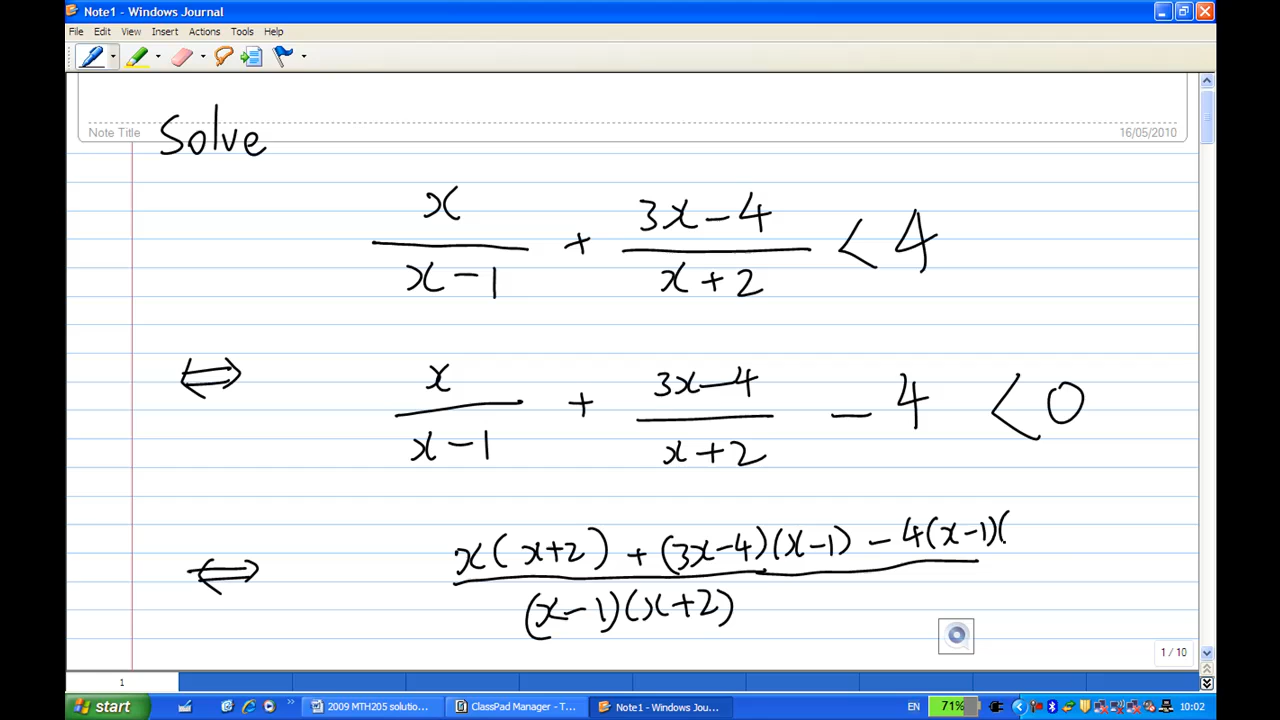 Note1 - Windows Journal
File Edit View Insert Actions Tools Help
Note Title
16/05/2010
Solve
x/(x-1) + (3x-4)/(x+2) < 4
⇔ x/(x-1) + (3x-4)/(x+2) - 4 < 0
⇔ (x(x+2) + (3x-4)(x-1) - 4(x-1)()/((x-1)(x+2))
1 / 10
1
start
2009 MTH205 solutio...
ClassPad Manager - T...
Note1 - Windows Jou...
EN
71%
10:02